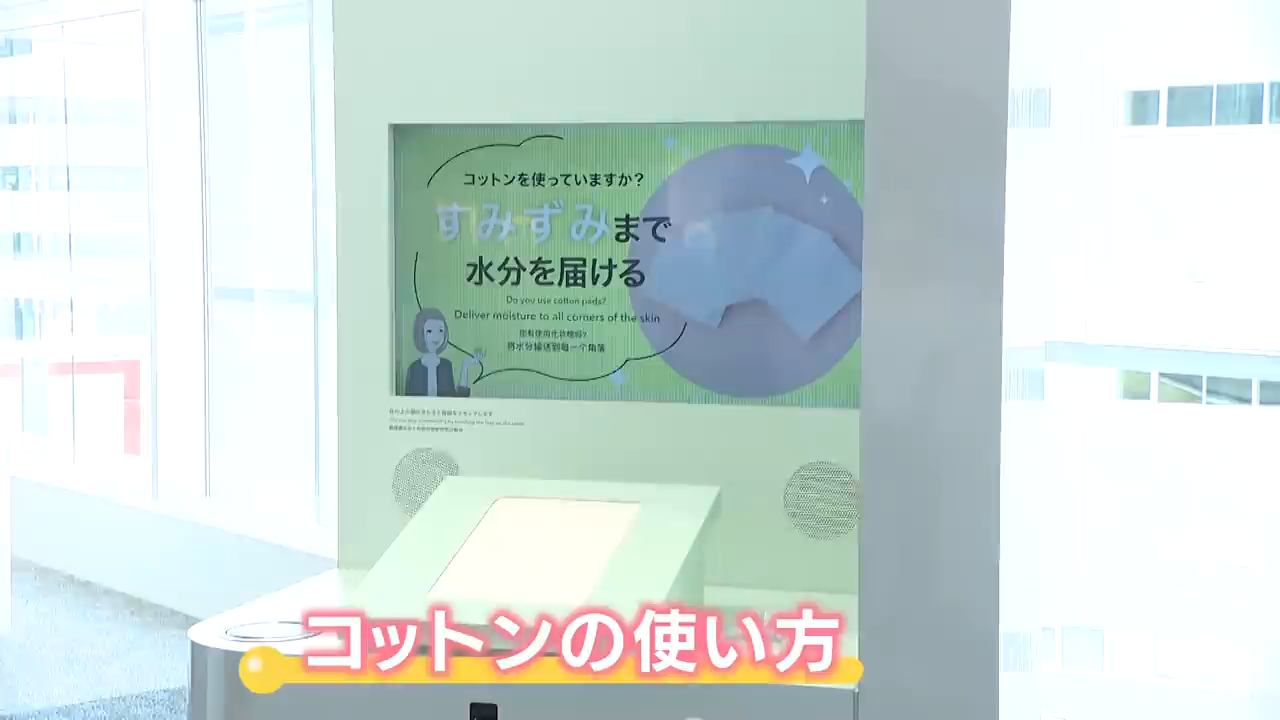 コットンを使っていますか?
すみずみまで
水分を届ける
Do you use cotton pads?
Deliver moisture to all corners of the skin
您有使用化妆棉吗?
将水分输送到每一个角落
コットンの使い方